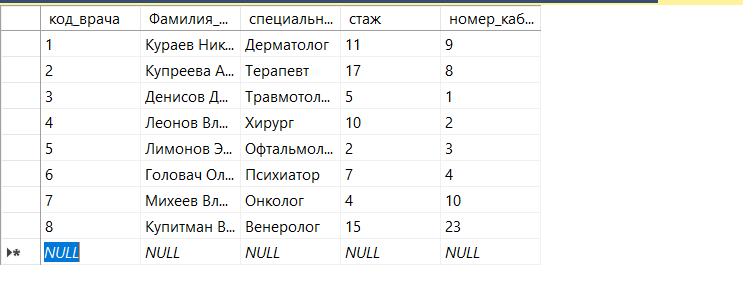 код_врача Фамилия_... специальн... стаж номер_каб...
1 Кураев Ник... Дерматолог 11 9
2 Купреева А... Терапевт 17 8
3 Денисов Д... Травмотол... 5 1
4 Леонов Вл... Хирург 10 2
5 Лимонов Э... Офтальмол... 2 3
6 Головач Ол... Психиатор 7 4
7 Михеев Вл... Онколог 4 10
8 Купитман В... Венеролог 15 23
NULL NULL NULL NULL NULL